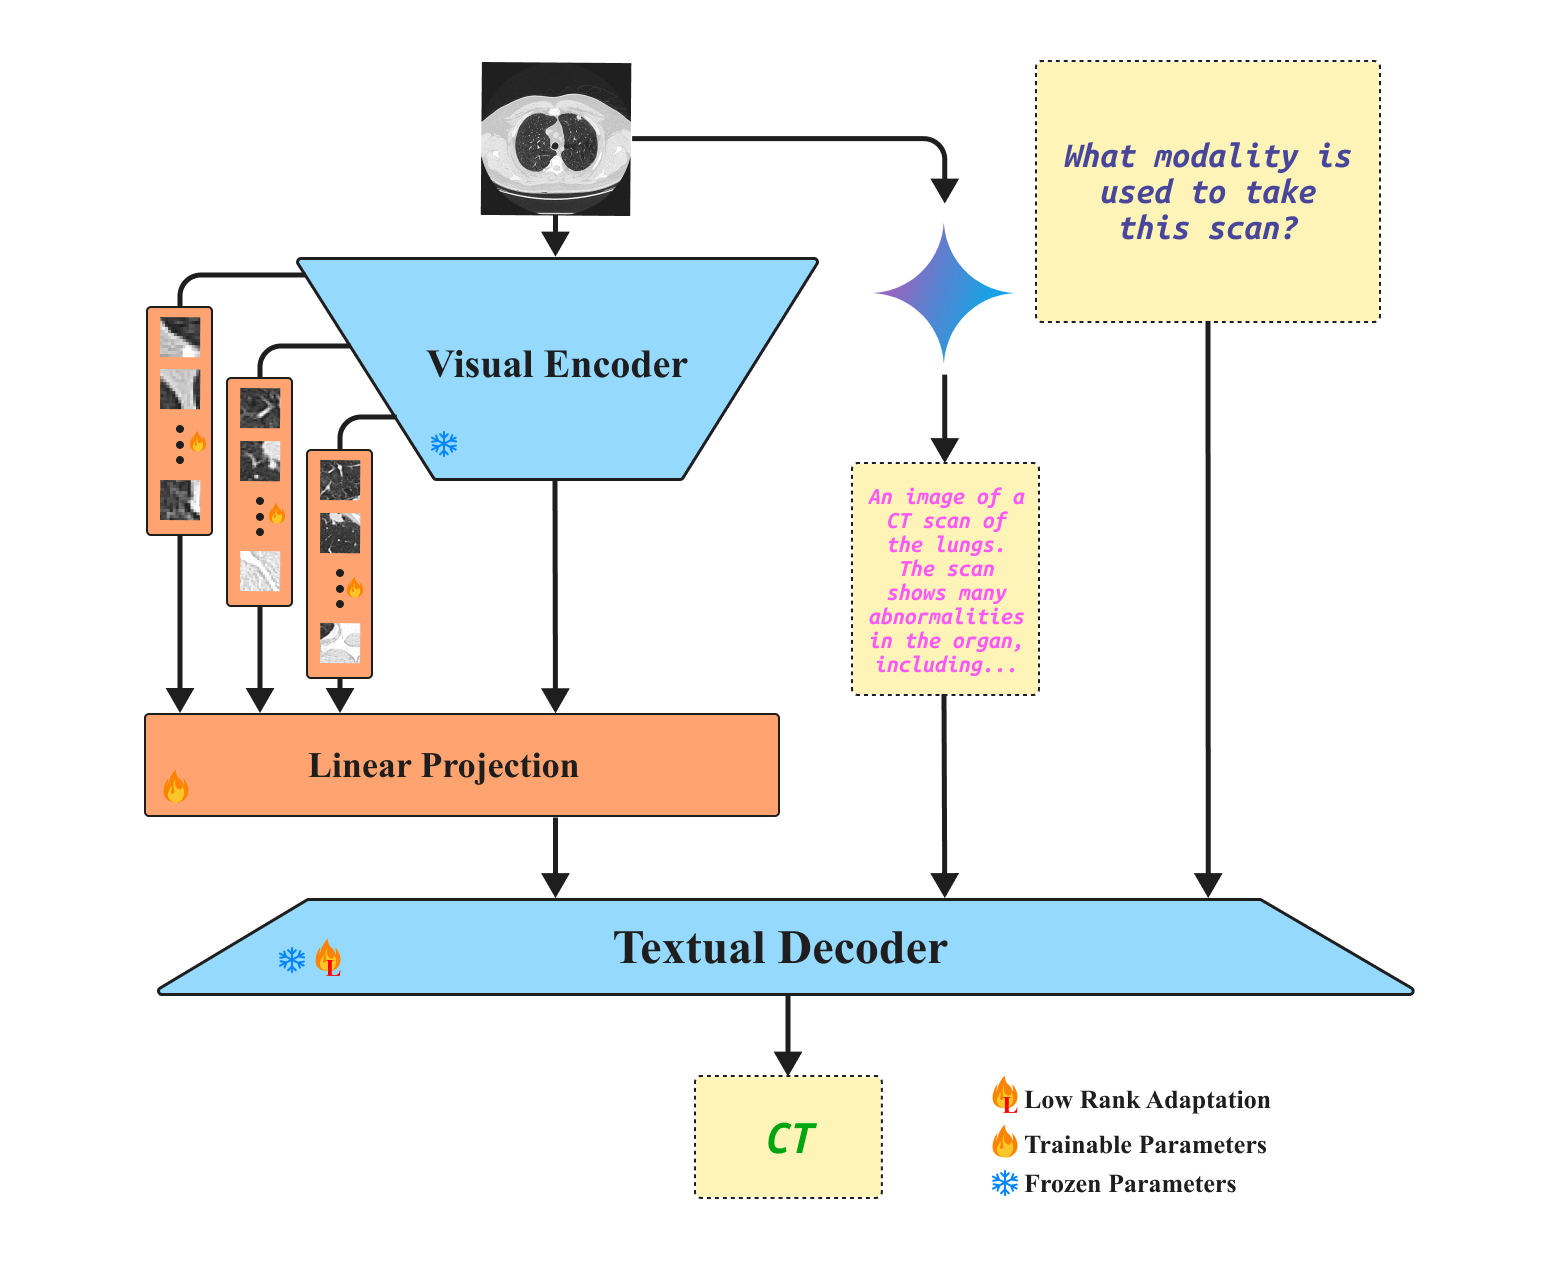 What modality is
used to take
this scan?
Visual Encoder
An image of a
CT scan of
the lungs.
The scan
shows many
abnormalities
in the organ,
including...
Linear Projection
Textual Decoder
L
CT
L Low Rank Adaptation
Trainable Parameters
Frozen Parameters